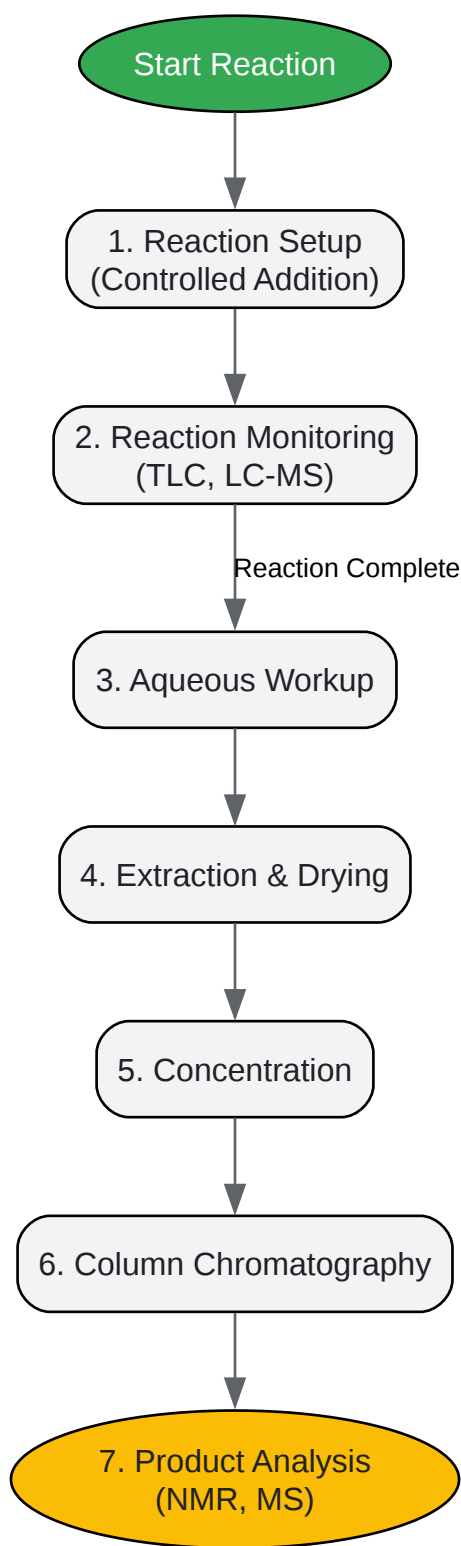 Start Reaction
1. Reaction Setup
(Controlled Addition)
2. Reaction Monitoring
(TLC, LC-MS)
Reaction Complete
3. Aqueous Workup
4. Extraction & Drying
5. Concentration
6. Column Chromatography
7. Product Analysis
(NMR, MS)